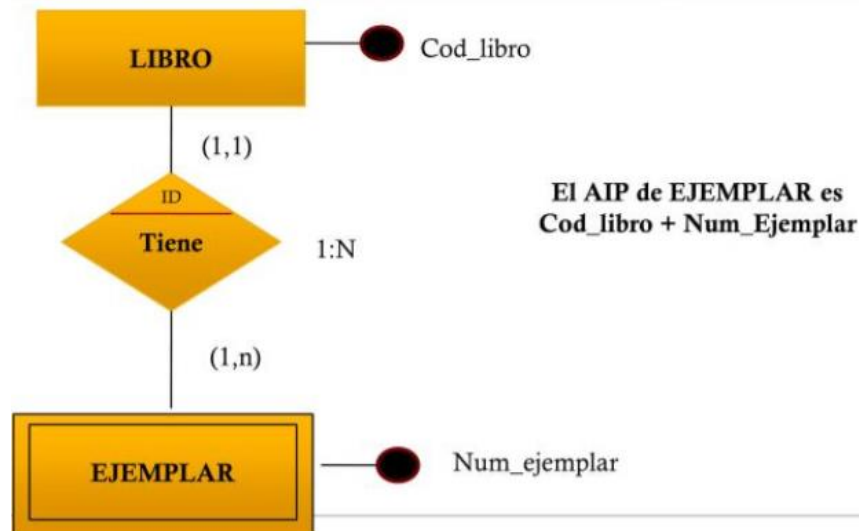 LIBRO
Cod_libro
(1,1)
ID
Tiene
1:N
El AIP de EJEMPLAR es
Cod_libro + Num_Ejemplar
(1,n)
EJEMPLAR
Num_ejemplar